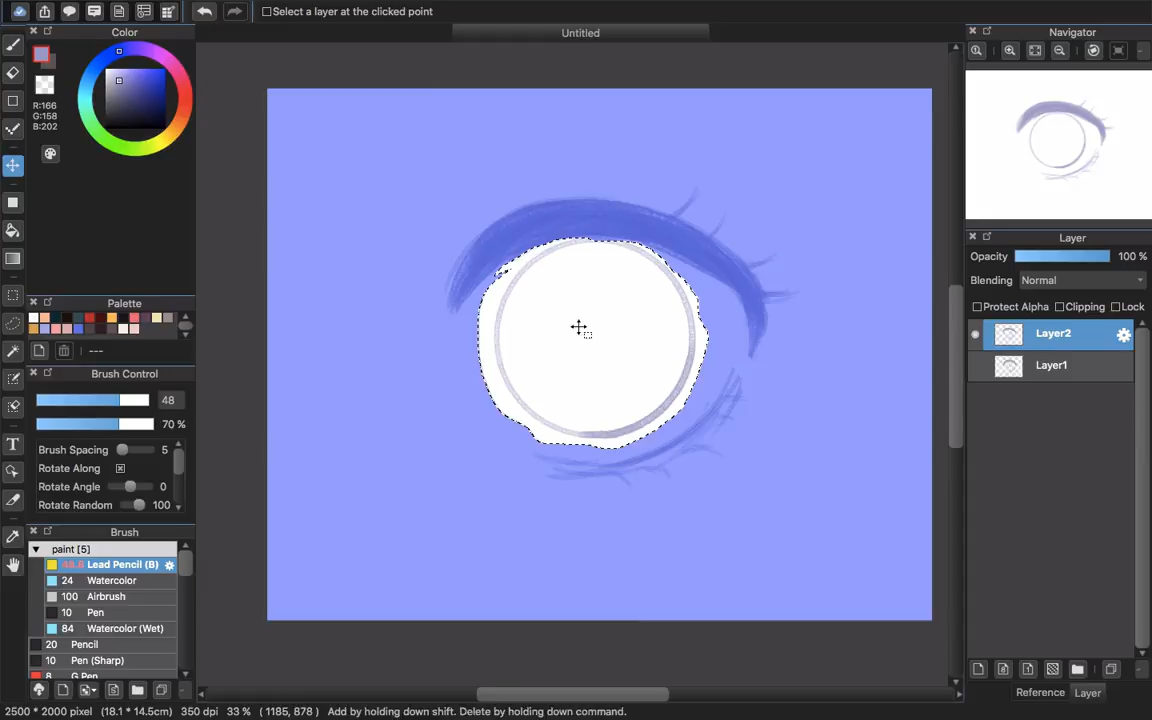 Select a layer at the clicked point
Color
Untitled
Navigator
R:166
G:158
B:202
Layer
Opacity 100 %
Blending Normal
Protect Alpha Clipping Lock
Layer2
Layer1
Palette
---
Brush Control
48
70 %
Brush Spacing 5
Rotate Along
Rotate Angle 0
Rotate Random 100
Brush
paint [5]
Lead Pencil (B)
24 Watercolor
100 Airbrush
10 Pen
84 Watercolor (Wet)
20 Pencil
10 Pen (Sharp)
8 G Pen
T
Reference Layer
2500 * 2000 pixel (18.1 * 14.5cm) 350 dpi 33 % ( 1185, 878 ) Add by holding down shift. Delete by holding down command.